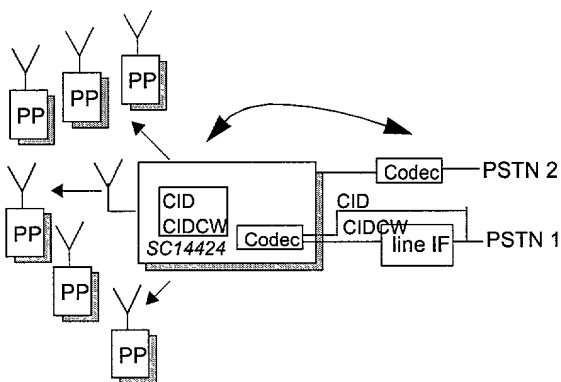 PP
PP
PP
Codec
PSTN 2
CID
CIDCW
SC14424
Codec
CID
CIDCW
line IF
PSTN 1
PP
PP
PP